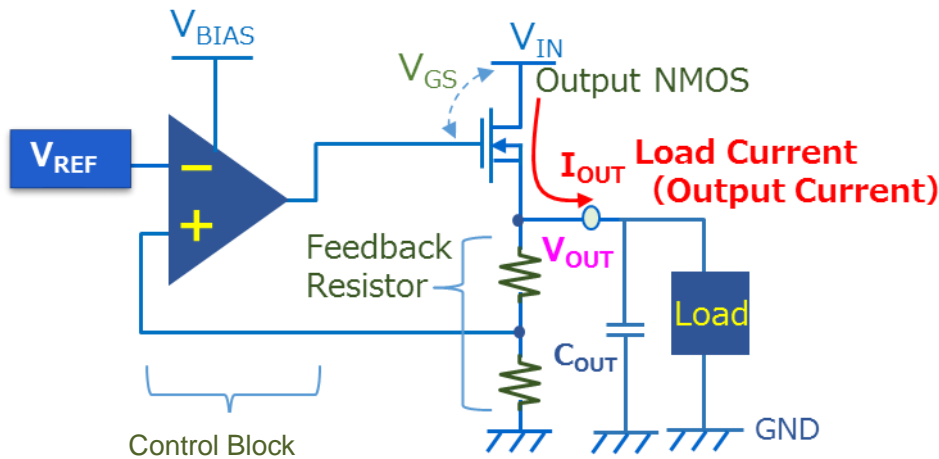 VBIAS
VIN
VGS
Output NMOS
VREF
−
+
IOUT
Load Current
(Output Current)
Feedback
Resistor
VOUT
Load
COUT
GND
Control Block